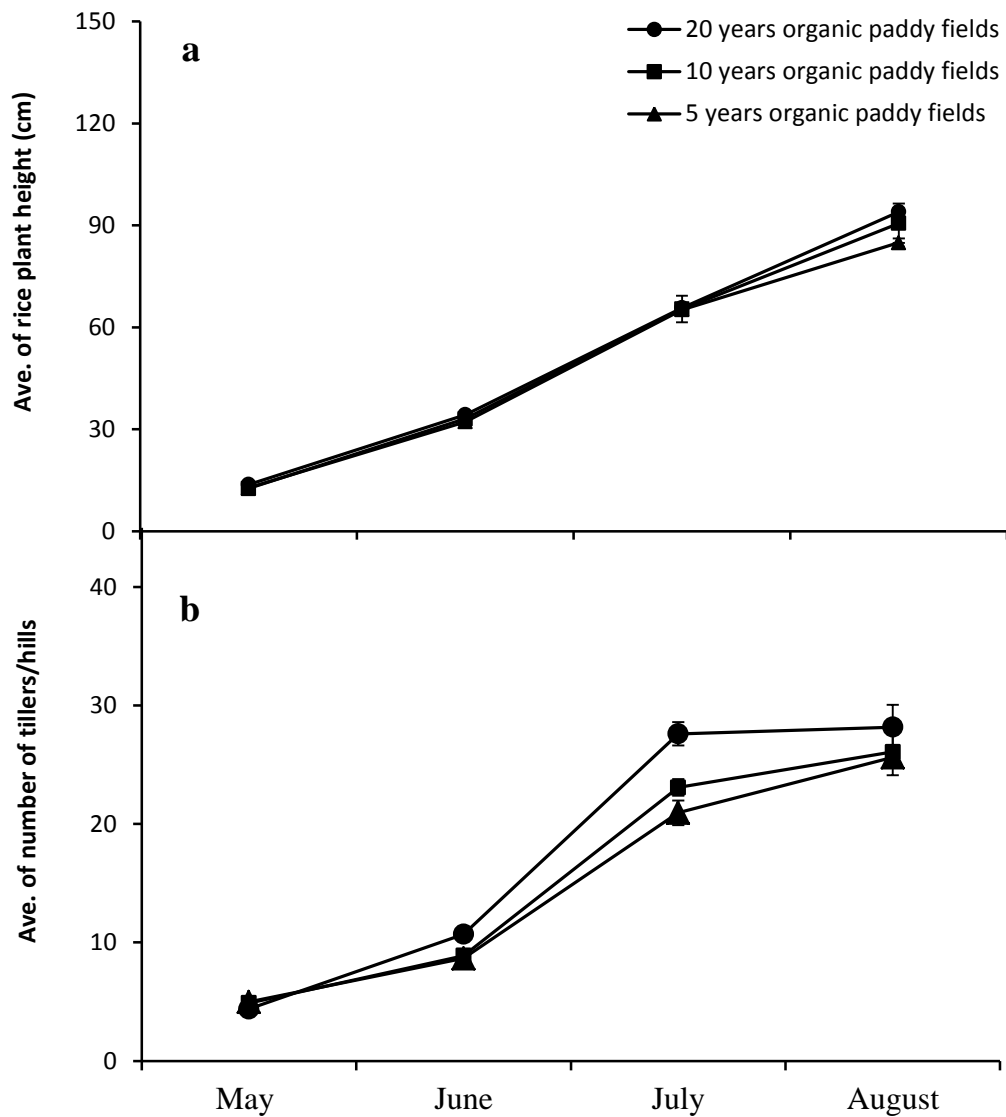 150
a
20 years organic paddy fields
10 years organic paddy fields
5 years organic paddy fields
120
90
60
30
0
Ave. of rice plant height (cm)
40
b
30
20
10
0
Ave. of number of tillers/hills
May June July August